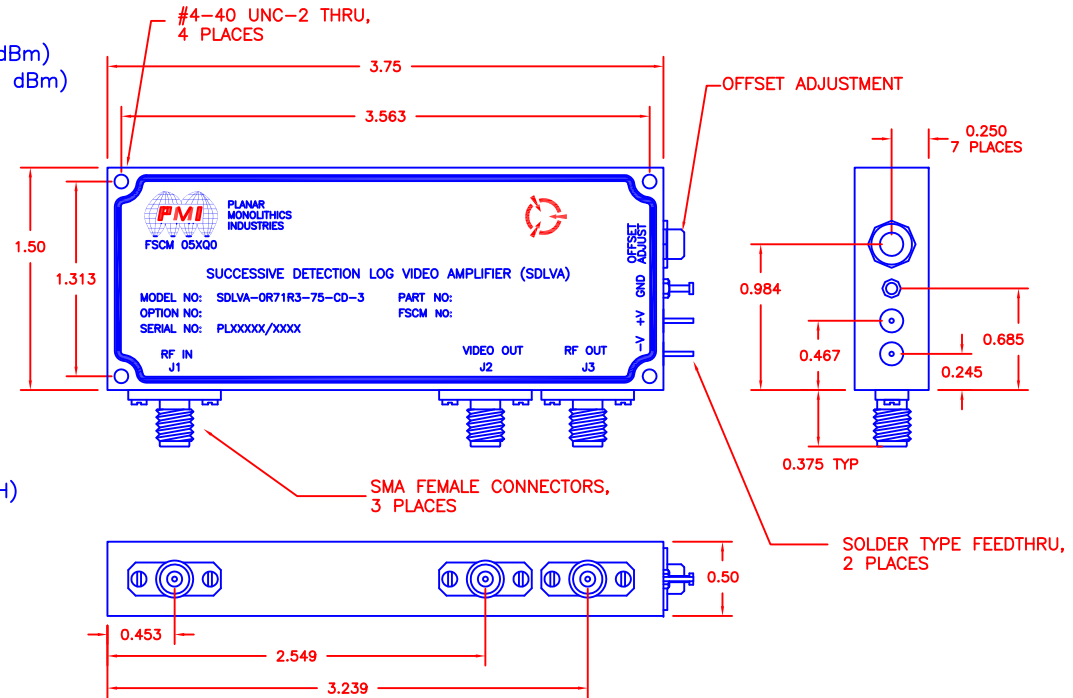 #4-40 UNC-2 THRU,
4 PLACES
dBm)
dBm)
3.75
OFFSET ADJUSTMENT
3.563
0.250
7 PLACES
PMI
PLANAR
MONOLITHICS
INDUSTRIES
FSCM 05XQ0
OFFSET
ADJUST
1.50
1.313
SUCCESSIVE DETECTION LOG VIDEO AMPLIFIER (SDLVA)
GND
MODEL NO: SDLVA-0R71R3-75-CD-3 PART NO:
OPTION NO: FSCM NO:
SERIAL NO: PLXXXXX/XXXX
+V
-V
RF IN
J1
VIDEO OUT
J2
RF OUT
J3
0.984
0.467
0.685
0.245
0.375 TYP
H)
SMA FEMALE CONNECTORS,
3 PLACES
SOLDER TYPE FEEDTHRU,
2 PLACES
0.50
0.453
2.549
3.239